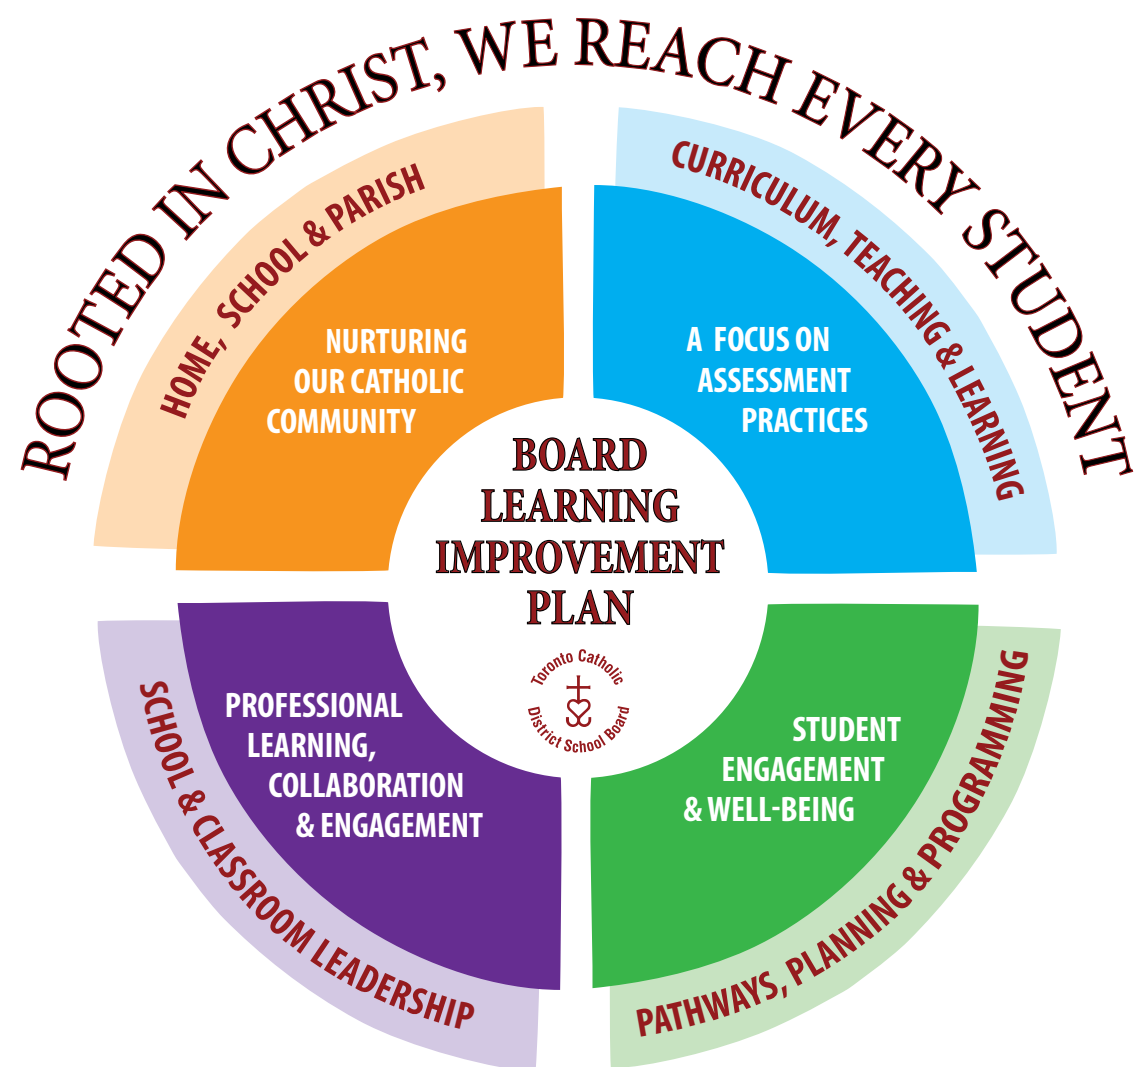 ROOTED IN CHRIST, WE REACH EVERY STUDENT
HOME, SCHOOL & PARISH
NURTURING
OUR CATHOLIC
COMMUNITY
CURRICULUM, TEACHING & LEARNING
A FOCUS ON
ASSESSMENT
PRACTICES
BOARD
LEARNING
IMPROVEMENT
PLAN
Toronto Catholic
District School Board
SCHOOL & CLASSROOM LEADERSHIP
PROFESSIONAL
LEARNING,
COLLABORATION
& ENGAGEMENT
STUDENT
ENGAGEMENT
& WELL-BEING
PATHWAYS, PLANNING & PROGRAMMING